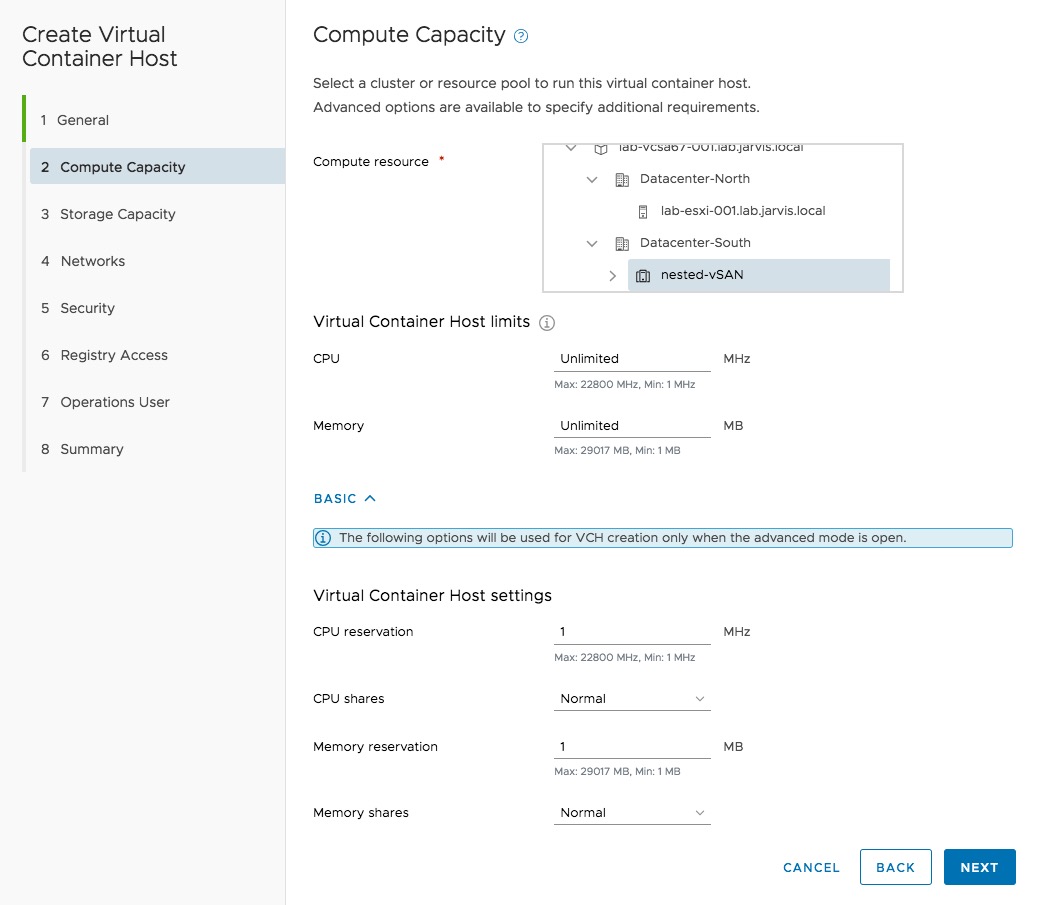 Create Virtual
Container Host
1 General
2 Compute Capacity
3 Storage Capacity
4 Networks
5 Security
6 Registry Access
7 Operations User
8 Summary
Compute Capacity
Select a cluster or resource pool to run this virtual container host.
Advanced options are available to specify additional requirements.
Compute resource *
lab-vcsa67-001.lab.jarvis.local
Datacenter-North
lab-esxi-001.lab.jarvis.local
Datacenter-South
nested-vSAN
Virtual Container Host limits
CPU Unlimited MHz
Max: 22800 MHz, Min: 1 MHz
Memory Unlimited MB
Max: 29017 MB, Min: 1 MB
BASIC
The following options will be used for VCH creation only when the advanced mode is open.
Virtual Container Host settings
CPU reservation 1 MHz
Max: 22800 MHz, Min: 1 MHz
CPU shares Normal
Memory reservation 1 MB
Max: 29017 MB, Min: 1 MB
Memory shares Normal
CANCEL BACK NEXT